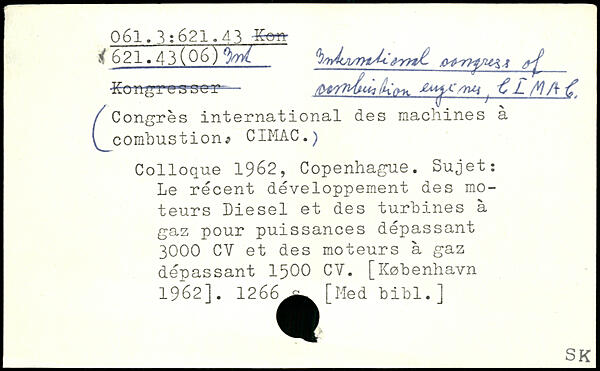 061.3:621.43 Kon
621.43(06) Int
International congress of
combustion engines, CIMAC.
Kongresser
(Congrès international des machines à
combustion. CIMAC.)
Colloque 1962, Copenhague. Sujet:
Le récent développement des mo-
teurs Diesel et des turbines à
gaz pour puissances dépassant
3000 CV et des moteurs à gaz
dépassant 1500 CV. [København
1962]. 1266 s. [Med bibl.]
SK